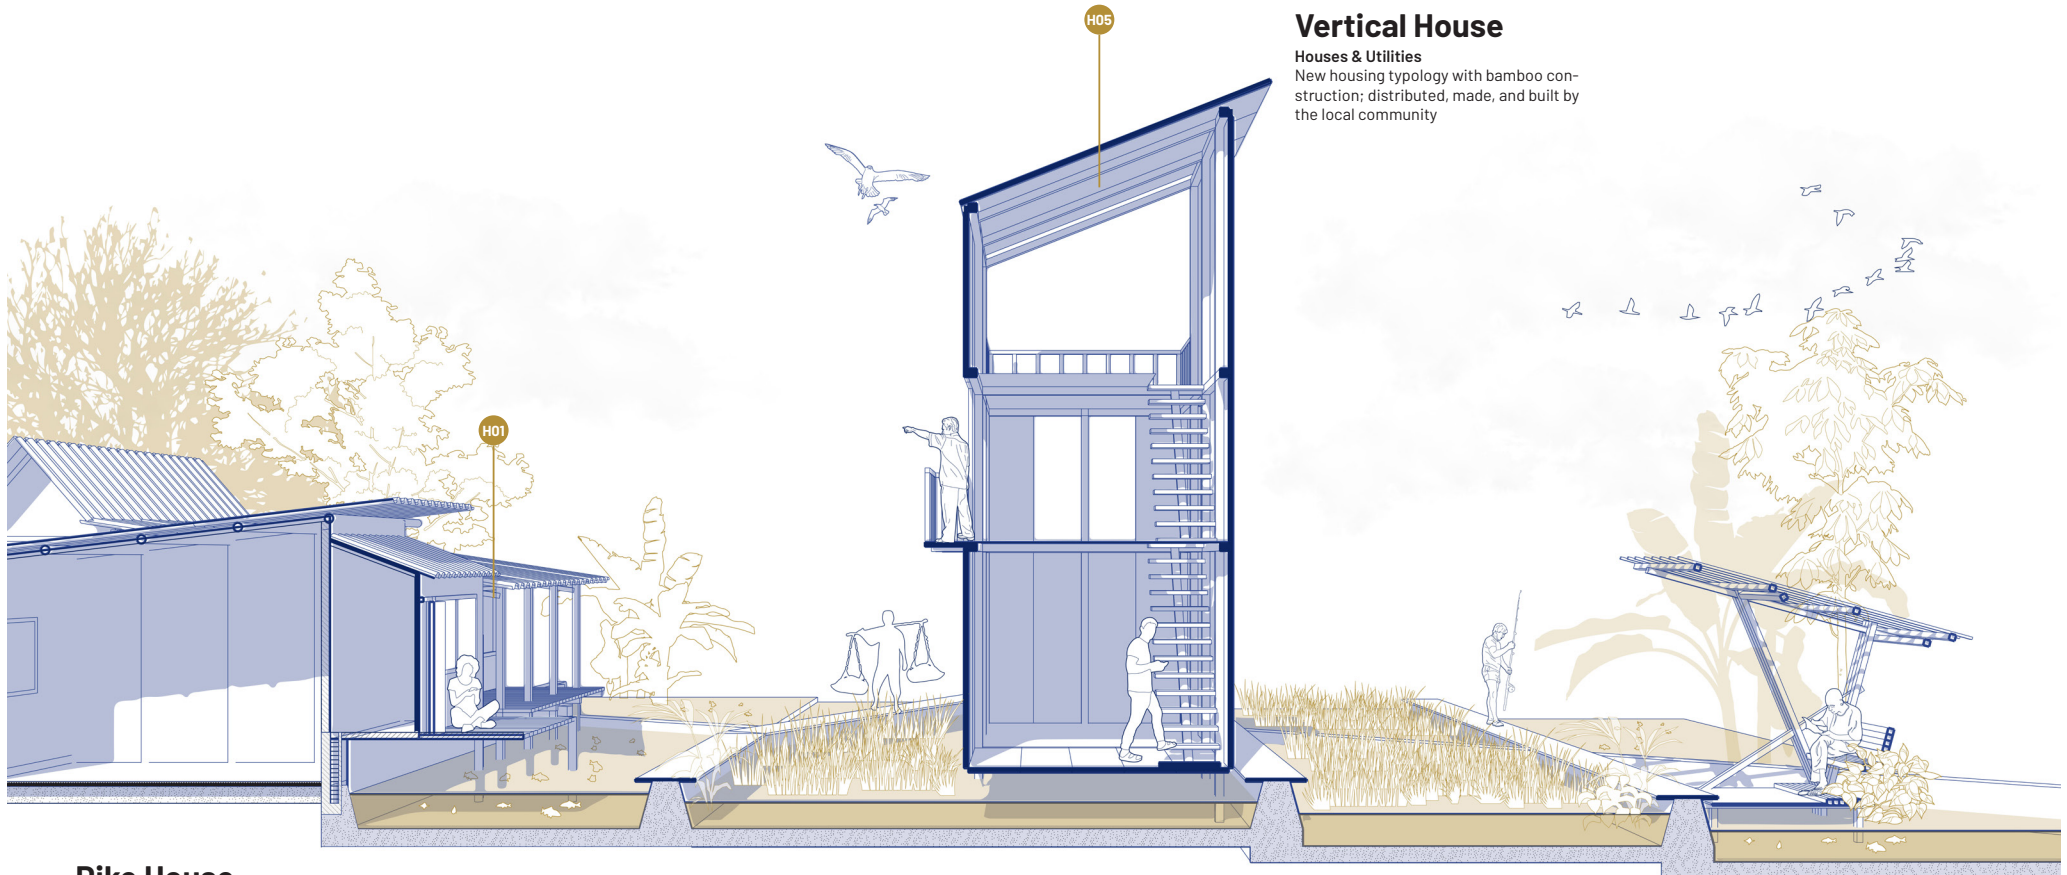 H05
Vertical House
Houses & Utilities
New housing typology with bamboo con-
struction; distributed, made, and built by
the local community
H01
House